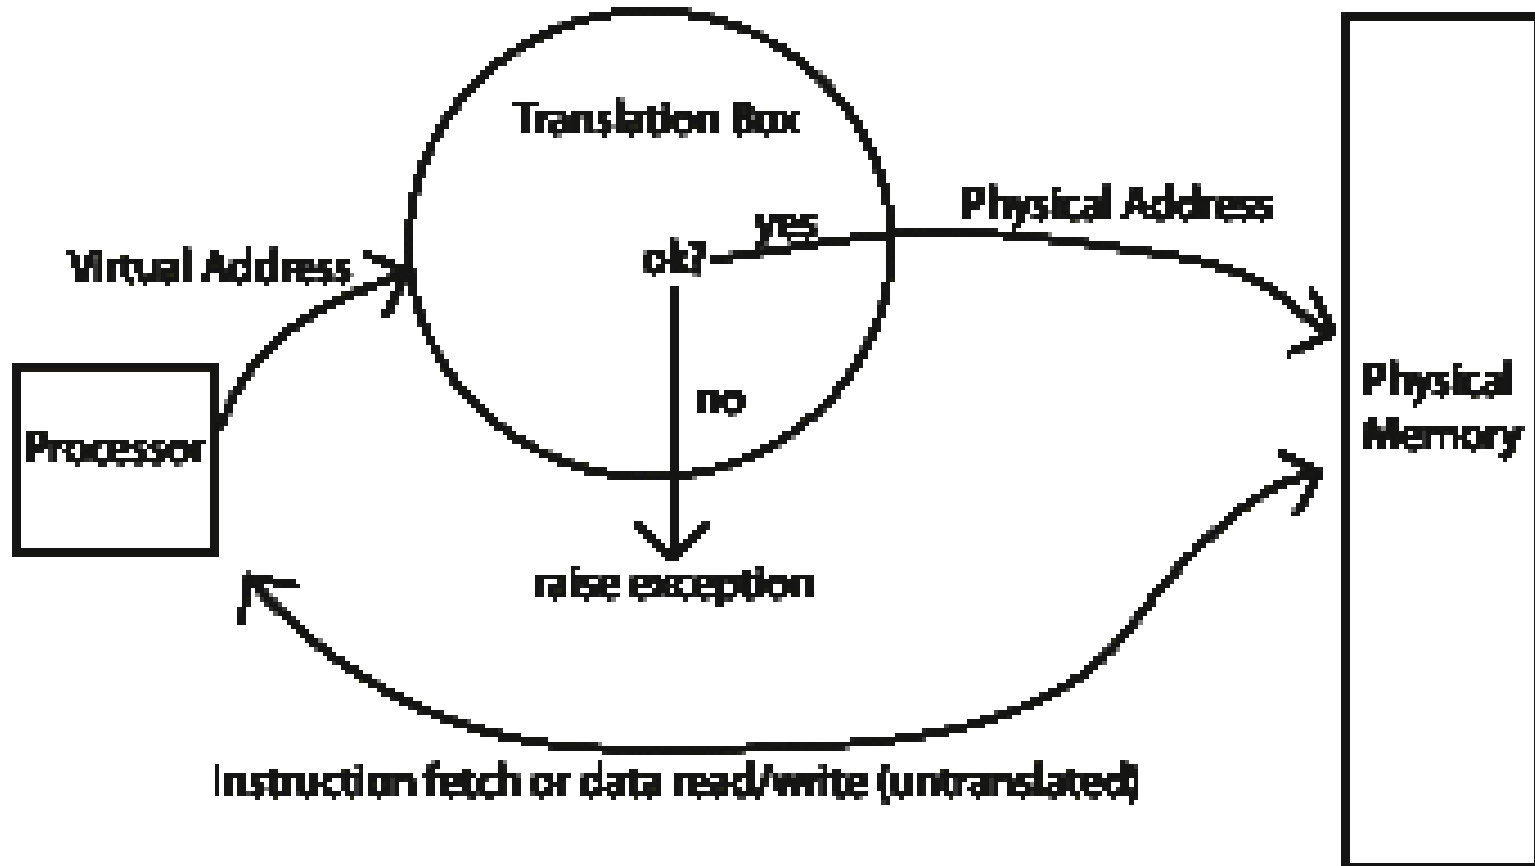 Translation Box
yes
Physical Address
ok?
Virtual Address
no
Physical
Memory
Processor
raise exception
Instruction fetch or data read/write (untranslated)